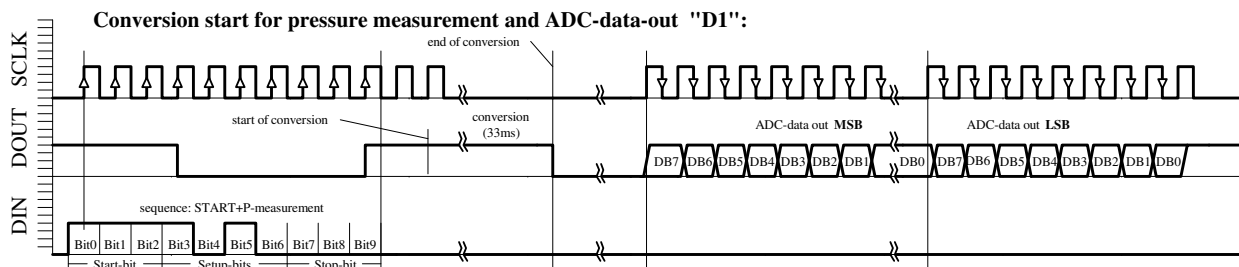 Conversion start for pressure measurement and ADC-data-out "D1":
end of conversion
SCLK
start of conversion
conversion
(33ms)
ADC-data out MSB
ADC-data out LSB
DOUT
DB7 DB6 DB5 DB4 DB3 DB2 DB1 DB0 DB7 DB6 DB5 DB4 DB3 DB2 DB1 DB0
sequence: START+P-measurement
DIN
Bit0 Bit1 Bit2 Bit3 Bit4 Bit5 Bit6 Bit7 Bit8 Bit9
Start-bit Setup-bits Stop-bit